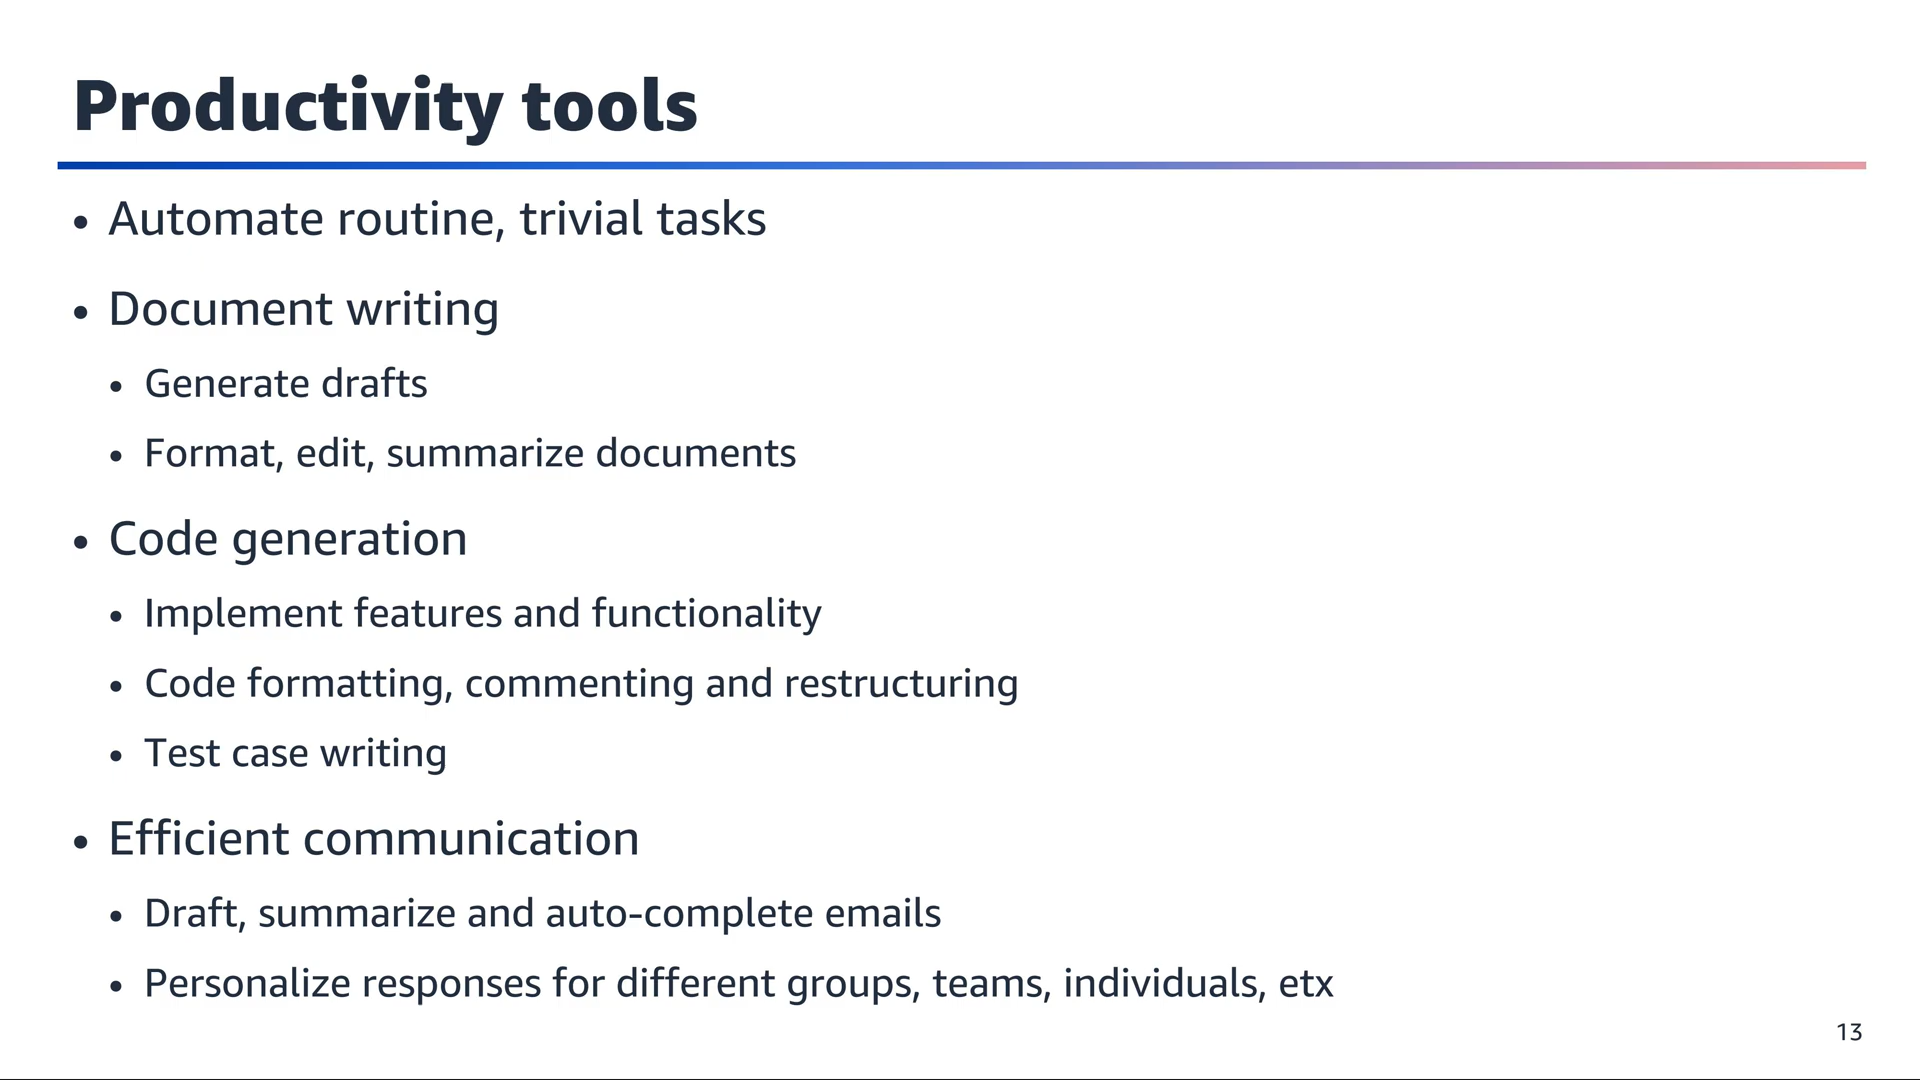 Productivity tools
• Automate routine, trivial tasks
• Document writing
• Generate drafts
• Format, edit, summarize documents
• Code generation
• Implement features and functionality
• Code formatting, commenting and restructuring
• Test case writing
• Efficient communication
• Draft, summarize and auto-complete emails
• Personalize responses for different groups, teams, individuals, etx
13